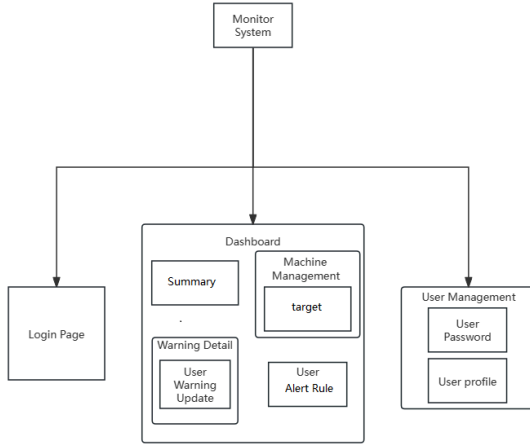 Monitor
System
Dashboard
Summary
Machine
Management
target
.
Warning Detail
User
Warning
Update
User
Alert Rule
Login Page
User Management
User
Password
User profile